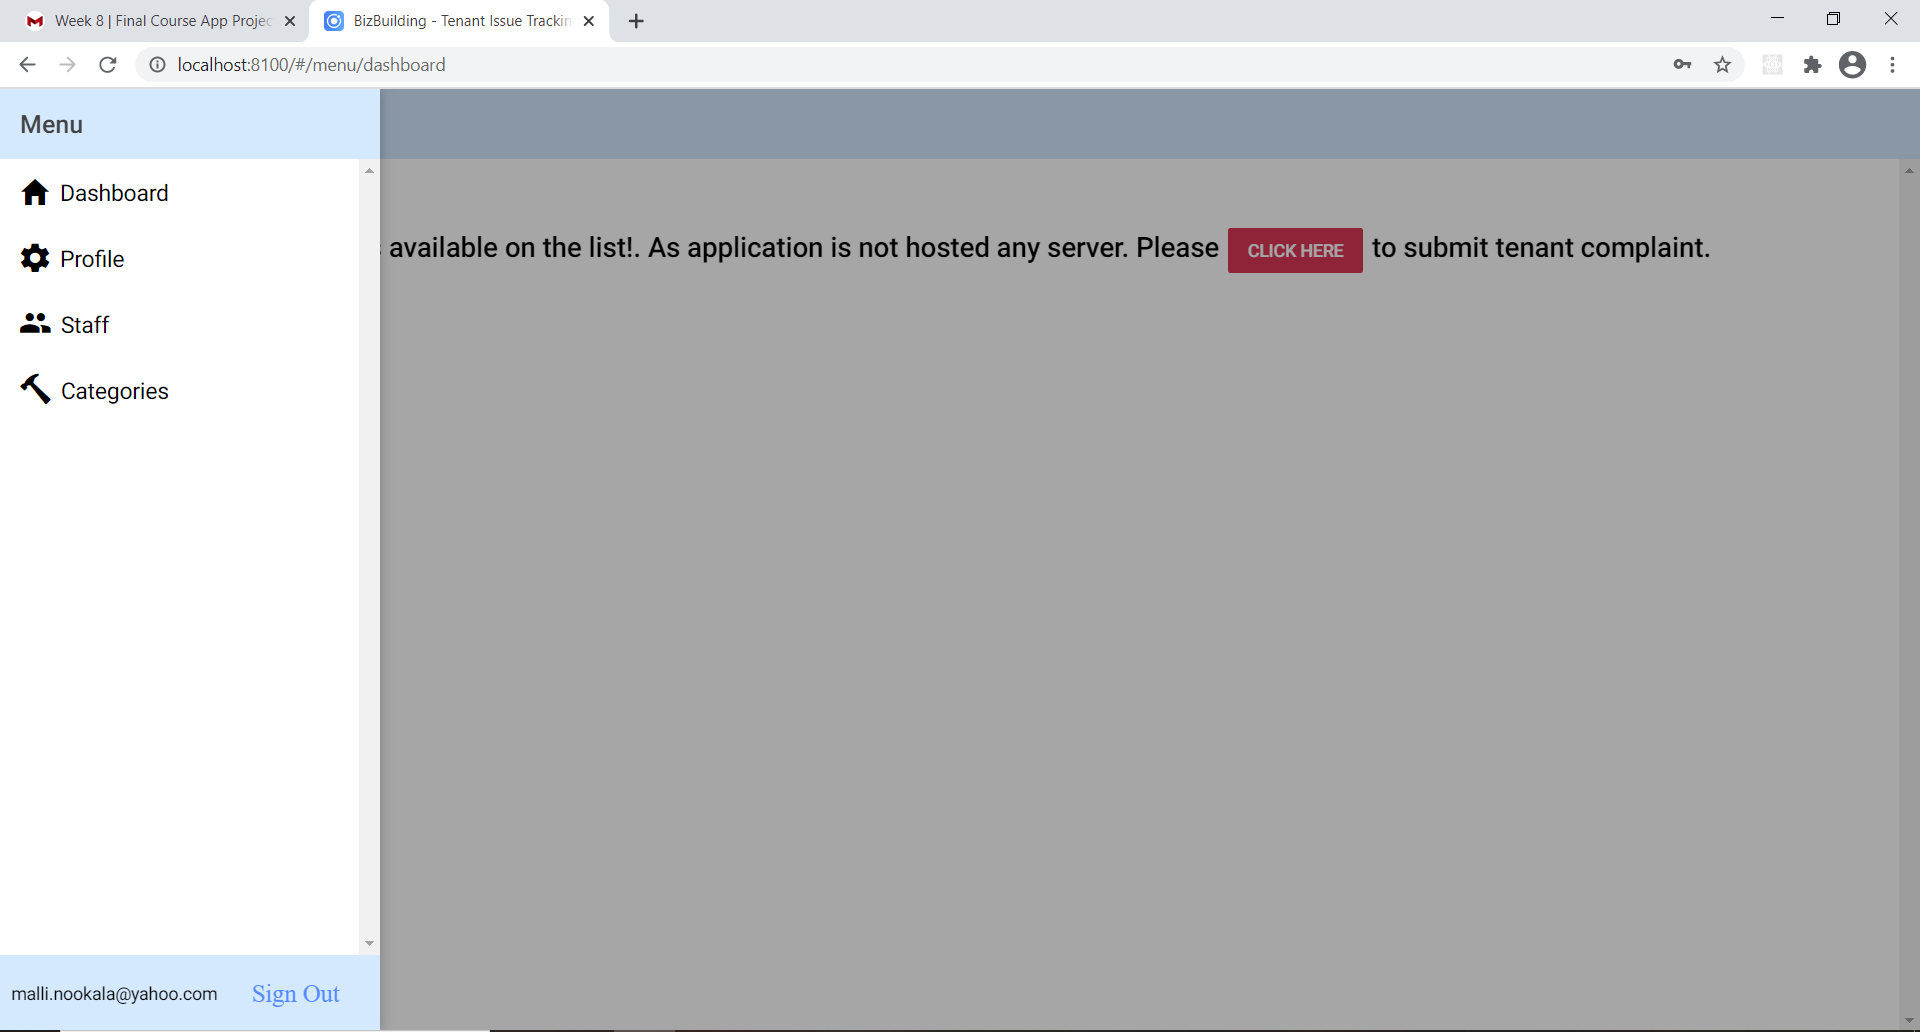 Week 8 | Final Course App Projec
BizBuilding - Tenant Issue Trackin
localhost:8100/#/menu/dashboard
Menu
Dashboard
Profile
Staff
Categories
available on the list!. As application is not hosted any server. Please CLICK HERE to submit tenant complaint.
malli.nookala@yahoo.com Sign Out